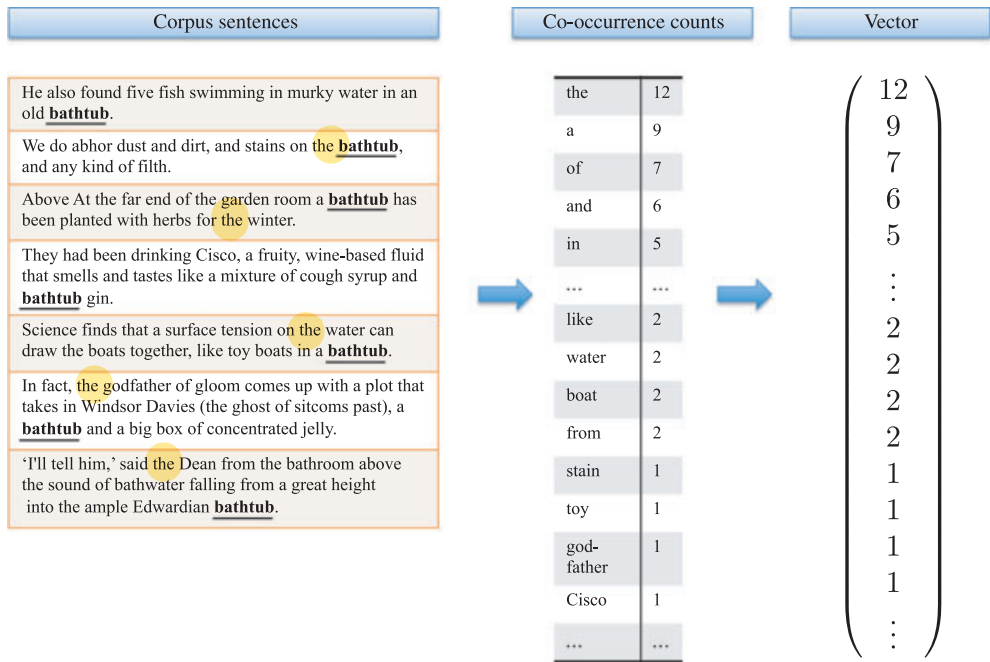 Corpus sentences
He also found five fish swimming in murky water in an
old bathtub.
We do abhor dust and dirt, and stains on the bathtub,
and any kind of filth.
Above At the far end of the garden room a bathtub has
been planted with herbs for the winter.
They had been drinking Cisco, a fruity, wine-based fluid
that smells and tastes like a mixture of cough syrup and
bathtub gin.
Science finds that a surface tension on the water can
draw the boats together, like toy boats in a bathtub.
In fact, the godfather of gloom comes up with a plot that
takes in Windsor Davies (the ghost of sitcoms past), a
bathtub and a big box of concentrated jelly.
‘I'll tell him,’ said the Dean from the bathroom above
the sound of bathwater falling from a great height
into the ample Edwardian bathtub.
Co-occurrence counts
the 12
a 9
of 7
and 6
in 5
... ...
like 2
water 2
boat 2
from 2
stain 1
toy 1
god-
father 1
Cisco 1
... ...
Vector
12
9
7
6
5
⋮
2
2
2
2
1
1
1
1
⋮